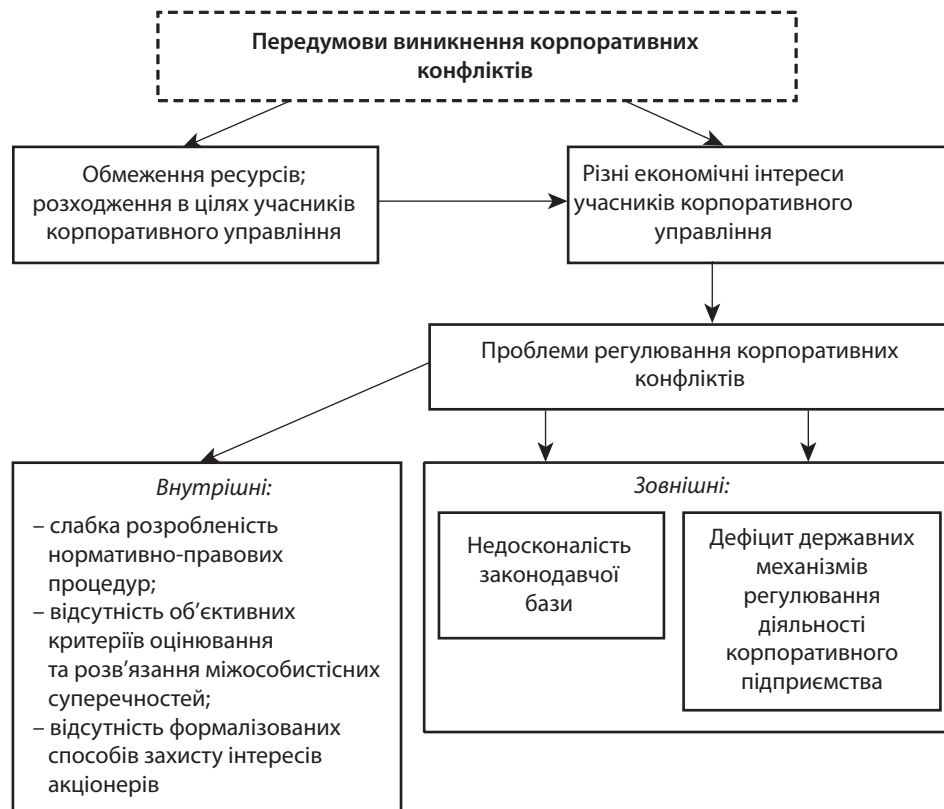 Передумови виникнення корпоративних
конфліктів
Обмеження ресурсів;
розходження в цілях учасників
корпоративного управління
Різні економічні інтереси
учасників корпоративного
управління
Проблеми регулювання корпоративних
конфліктів
Внутрішні:
– слабка розробленість
нормативно-правових
процедур;
– відсутність об’єктивних
критеріїв оцінювання
та розв’язання міжособистісних
суперечностей;
– відсутність формалізованих
способів захисту інтересів
акціонерів
Зовнішні:
Недосконалість
законодавчої
бази
Дефіцит державних
механізмів
регулювання
діяльності
корпоративного
підприємства